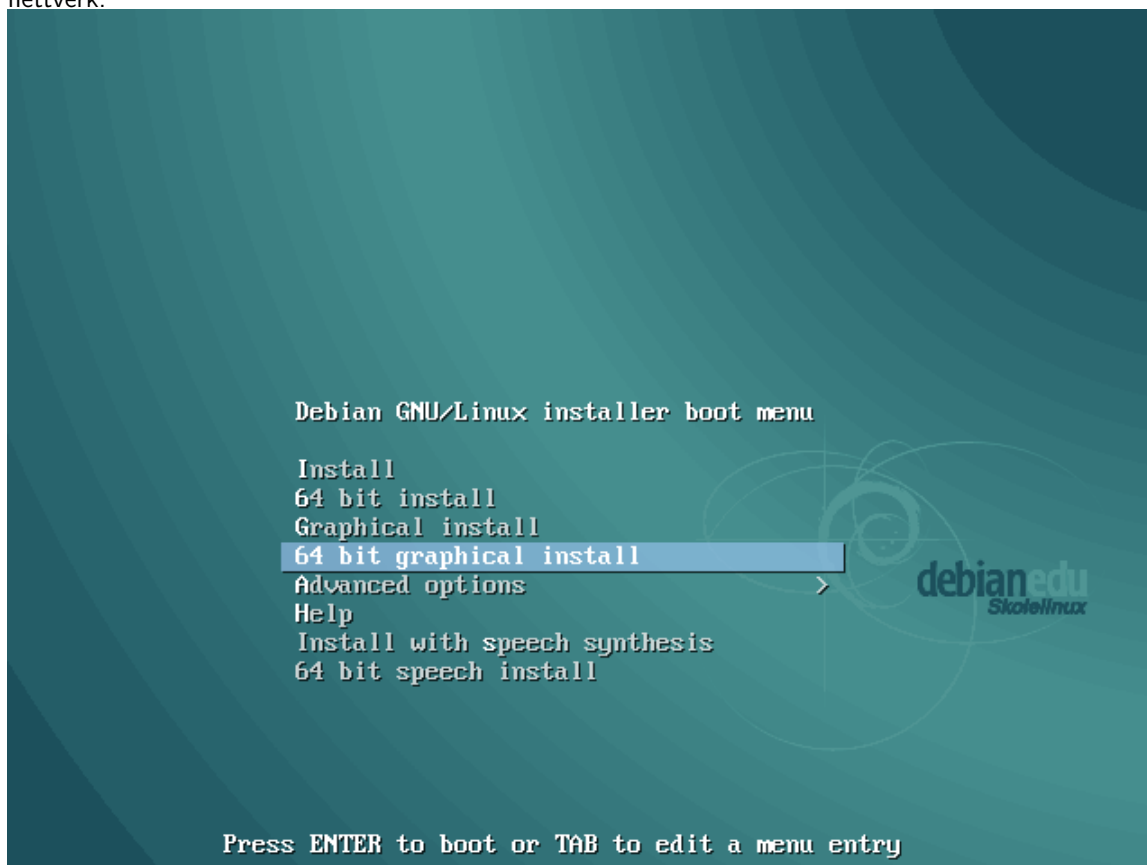 nettverk.
Debian GNU/Linux installer boot menu
Install
64 bit install
Graphical install
64 bit graphical install
Advanced options >
Help
Install with speech synthesis
64 bit speech install
debianedu
Skolelinux
Press ENTER to boot or TAB to edit a menu entry